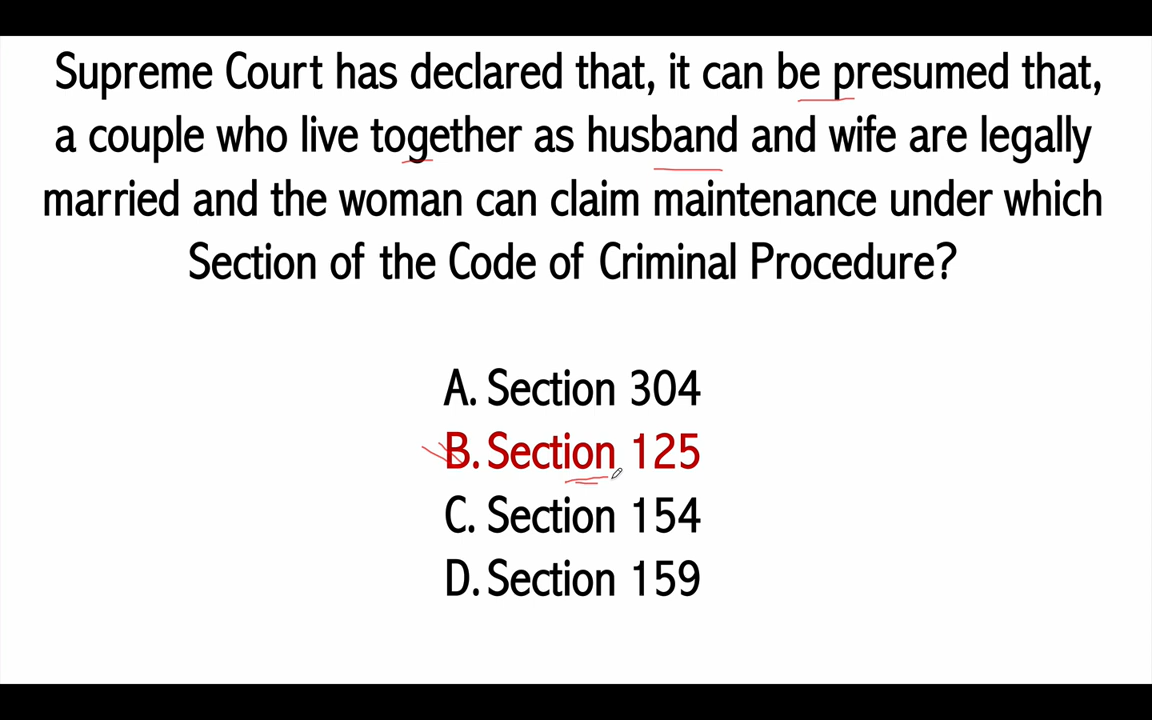 Supreme Court has declared that, it can be presumed that,
a couple who live together as husband and wife are legally
married and the woman can claim maintenance under which
Section of the Code of Criminal Procedure?
A. Section 304
B. Section 125
C. Section 154
D. Section 159